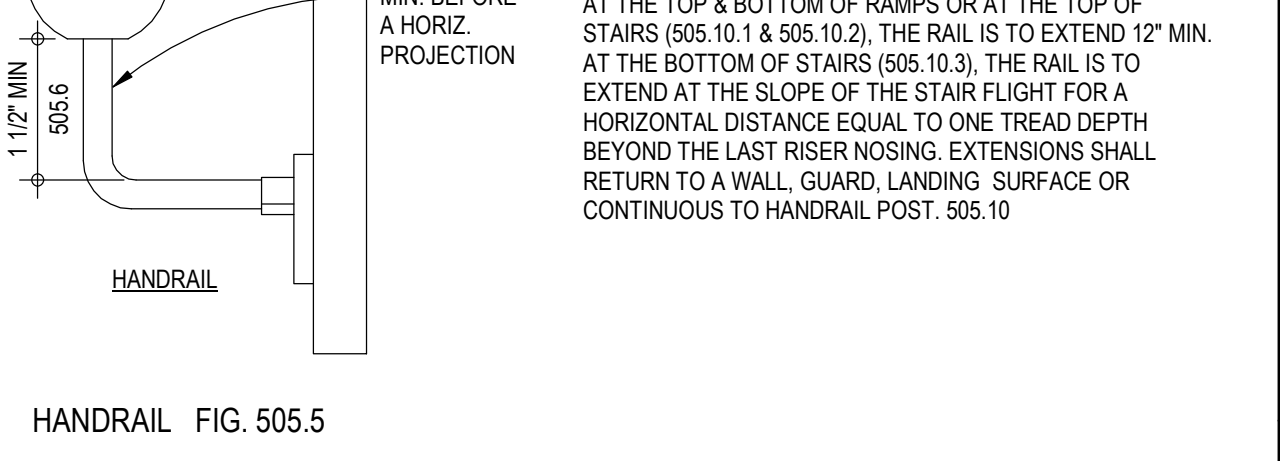 MIN. BEFORE
A HORIZ.
PROJECTION
1 1/2" MIN
505.6
HANDRAIL
HANDRAIL FIG. 505.5
AT THE TOP & BOTTOM OF RAMPS OR AT THE TOP OF
STAIRS (505.10.1 & 505.10.2), THE RAIL IS TO EXTEND 12" MIN.
AT THE BOTTOM OF STAIRS (505.10.3), THE RAIL IS TO
EXTEND AT THE SLOPE OF THE STAIR FLIGHT FOR A
HORIZONTAL DISTANCE EQUAL TO ONE TREAD DEPTH
BEYOND THE LAST RISER NOSING. EXTENSIONS SHALL
RETURN TO A WALL, GUARD, LANDING SURFACE OR
CONTINUOUS TO HANDRAIL POST. 505.10